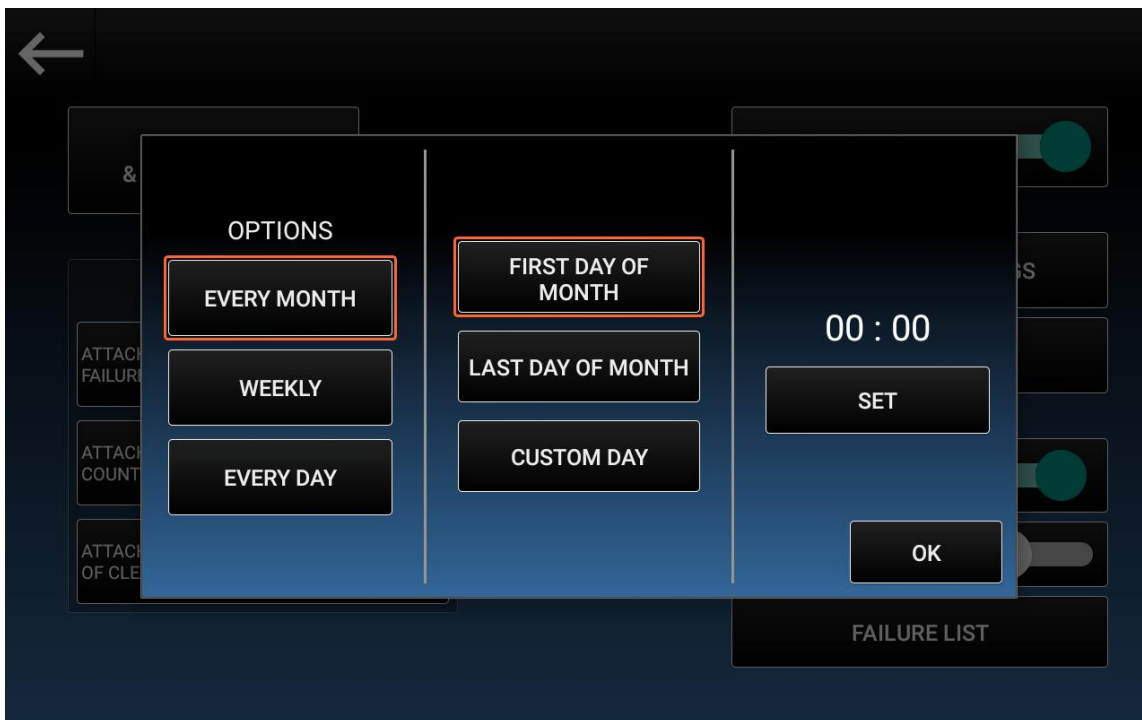 &
OPTIONS
EVERY MONTH
WEEKLY
EVERY DAY
FIRST DAY OF
MONTH
LAST DAY OF MONTH
CUSTOM DAY
00 : 00
SET
OK
COUNT
FAILURE LIST